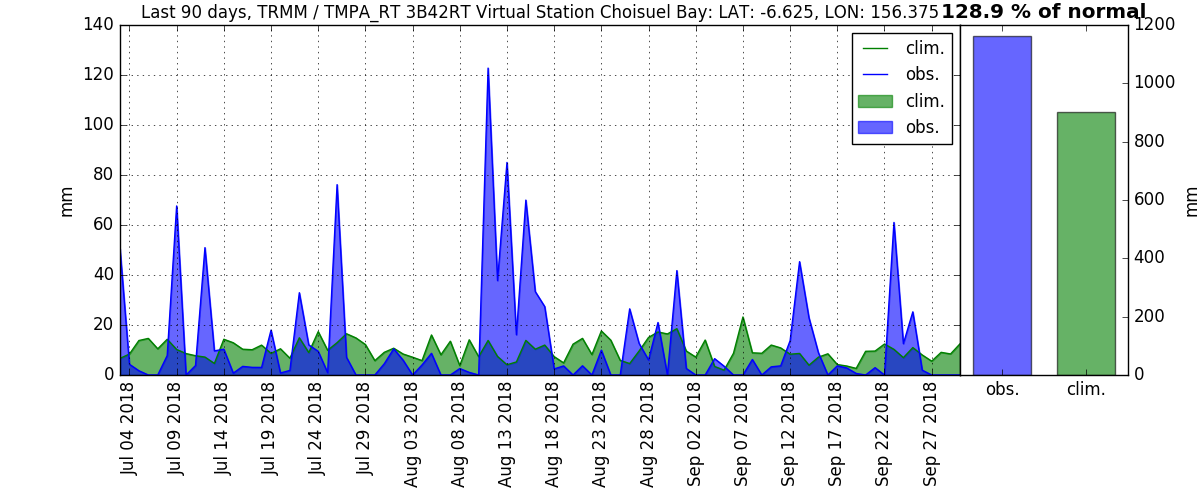 Last 90 days, TRMM / TMPA_RT 3B42RT Virtual Station Choisuel Bay: LAT: -6.625, LON: 156.375
128.9 % of normal
140
120
100
80
60
40
20
0
mm
clim.
obs.
clim.
obs.
1200
1000
800
600
400
200
0
mm
Jul 04 2018
Jul 09 2018
Jul 14 2018
Jul 19 2018
Jul 24 2018
Jul 29 2018
Aug 03 2018
Aug 08 2018
Aug 13 2018
Aug 18 2018
Aug 23 2018
Aug 28 2018
Sep 02 2018
Sep 07 2018
Sep 12 2018
Sep 17 2018
Sep 22 2018
Sep 27 2018
obs.
clim.